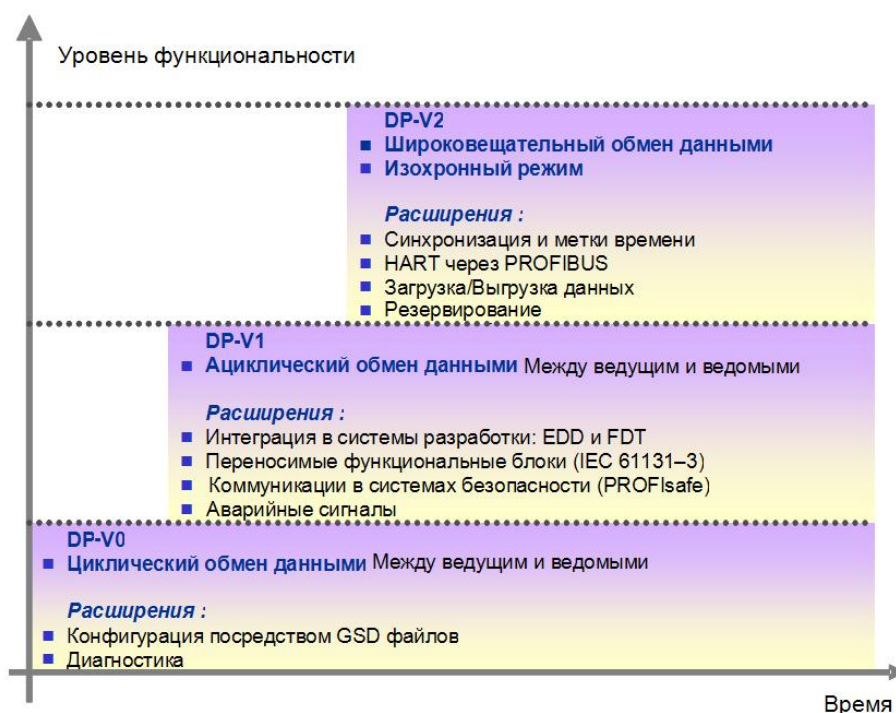 Уровень функциональности
DP-V2
Широковещательный обмен данными
Изохронный режим
Расширения :
Синхронизация и метки времени
HART через PROFIBUS
Загрузка/Выгрузка данных
Резервирование
DP-V1
Ациклический обмен данными Между ведущим и ведомыми
Расширения :
Интеграция в системы разработки: EDD и FDT
Переносимые функциональные блоки (IEC 61131–3)
Коммуникации в системах безопасности (PROFIsafe)
Аварийные сигналы
DP-V0
Циклический обмен данными Между ведущим и ведомыми
Расширения :
Конфигурация посредством GSD файлов
Диагностика
Время